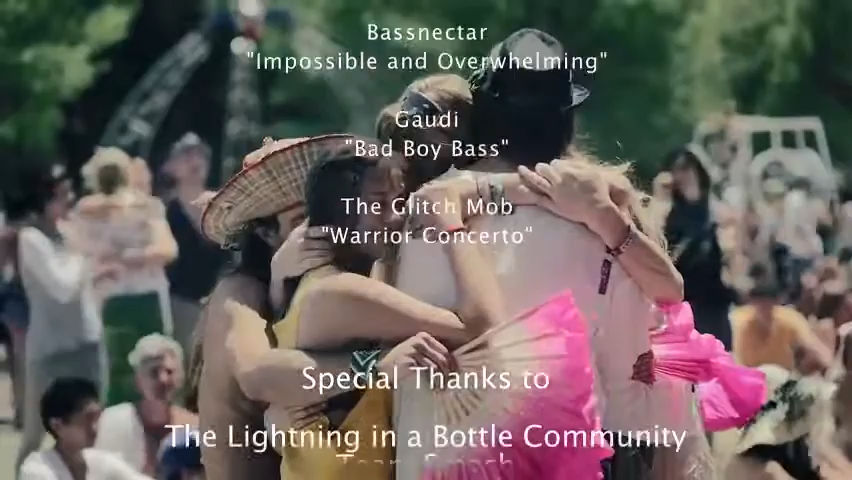 Bassnectar
"Impossible and Overwhelming"
Gaudi
"Bad Boy Bass"
The Glitch Mob
"Warrior Concerto"
Special Thanks to
The Lightning in a Bottle Community